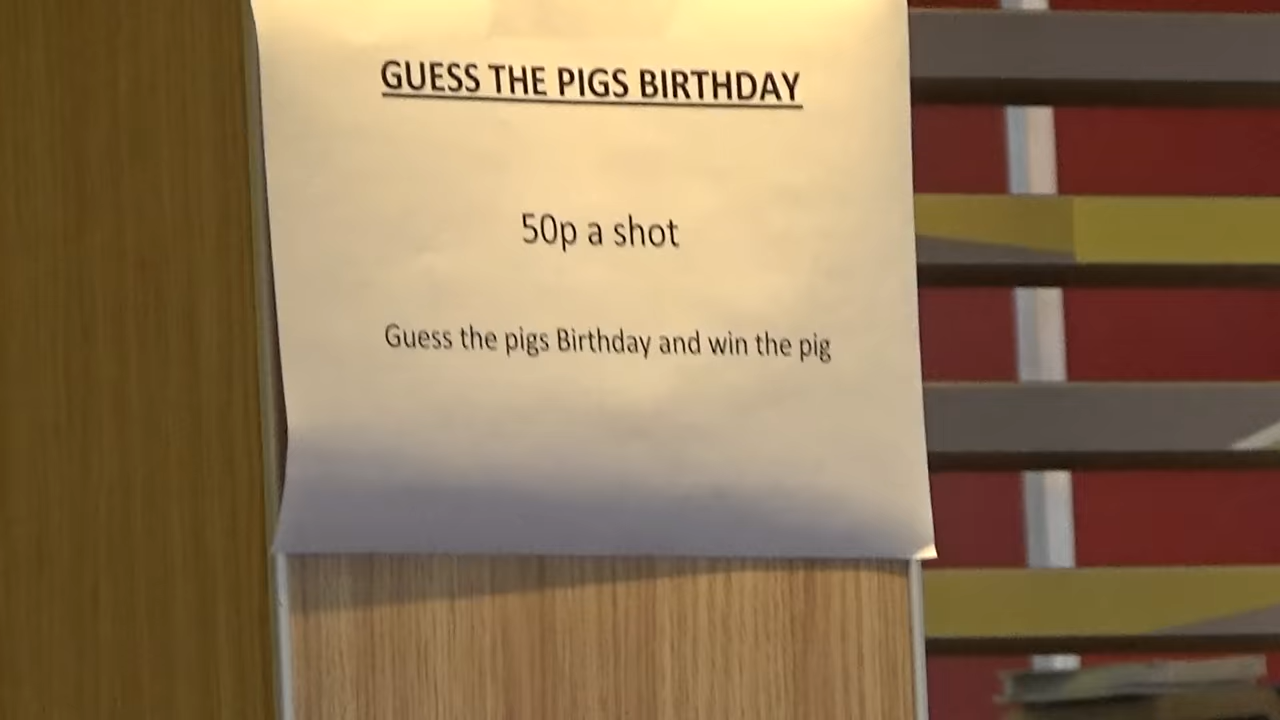 GUESS THE PIGS BIRTHDAY
50p a shot
Guess the pigs Birthday and win the pig